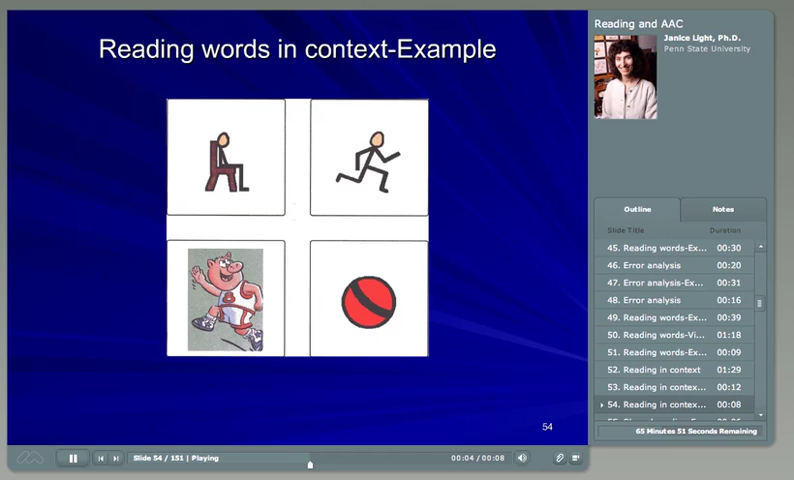 Reading words in context-Example
54
Slide 54 / 151 | Playing
00:04 / 00:08
Reading and AAC
Janice Light, Ph.D.
Penn State University
Outline
Notes
Slide Title
Duration
45. Reading words-Ex... 00:30
46. Error analysis 00:20
47. Error analysis-Ex... 00:31
48. Error analysis 00:16
49. Reading words-Ex... 00:39
50. Reading words-Vi... 01:18
51. Reading words-Ex... 00:09
52. Reading in context 01:29
53. Reading in contex... 00:12
54. Reading in contex... 00:08
65 Minutes 51 Seconds Remaining